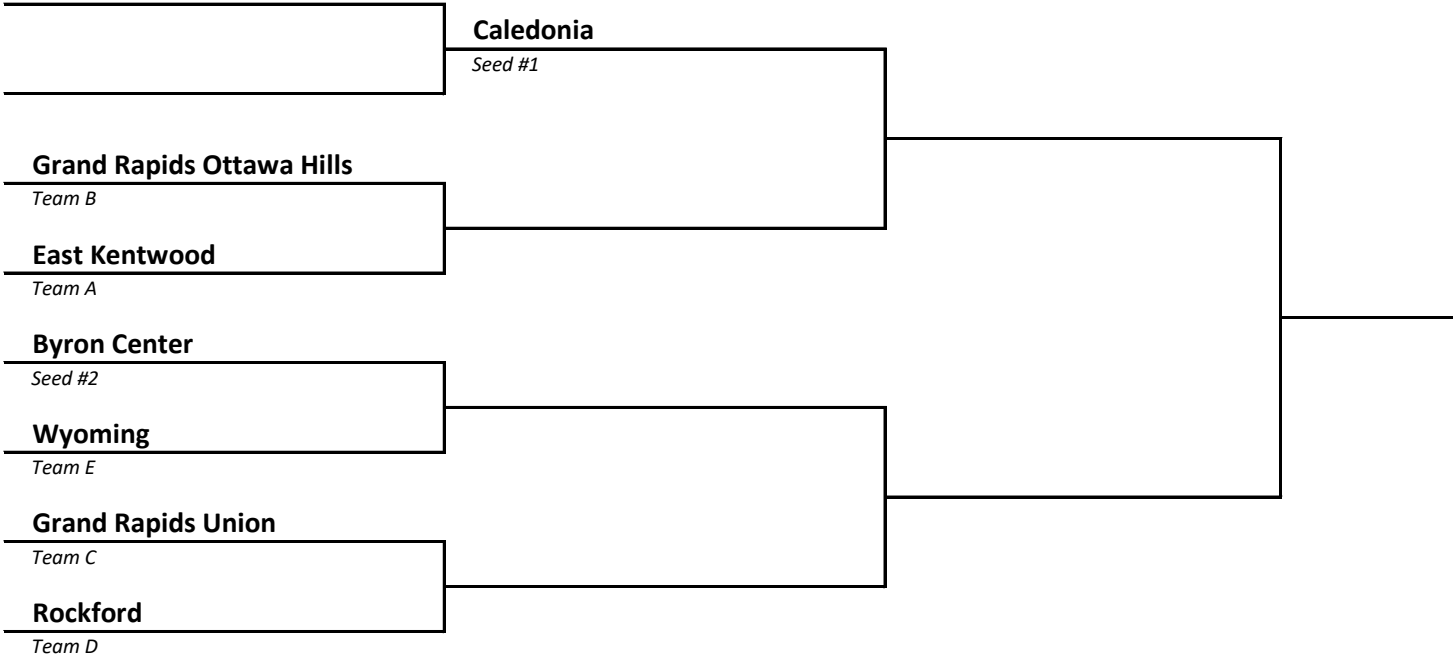 Caledonia
Seed #1
Grand Rapids Ottawa Hills
Team B
East Kentwood
Team A
Byron Center
Seed #2
Wyoming
Team E
Grand Rapids Union
Team C
Rockford
Team D